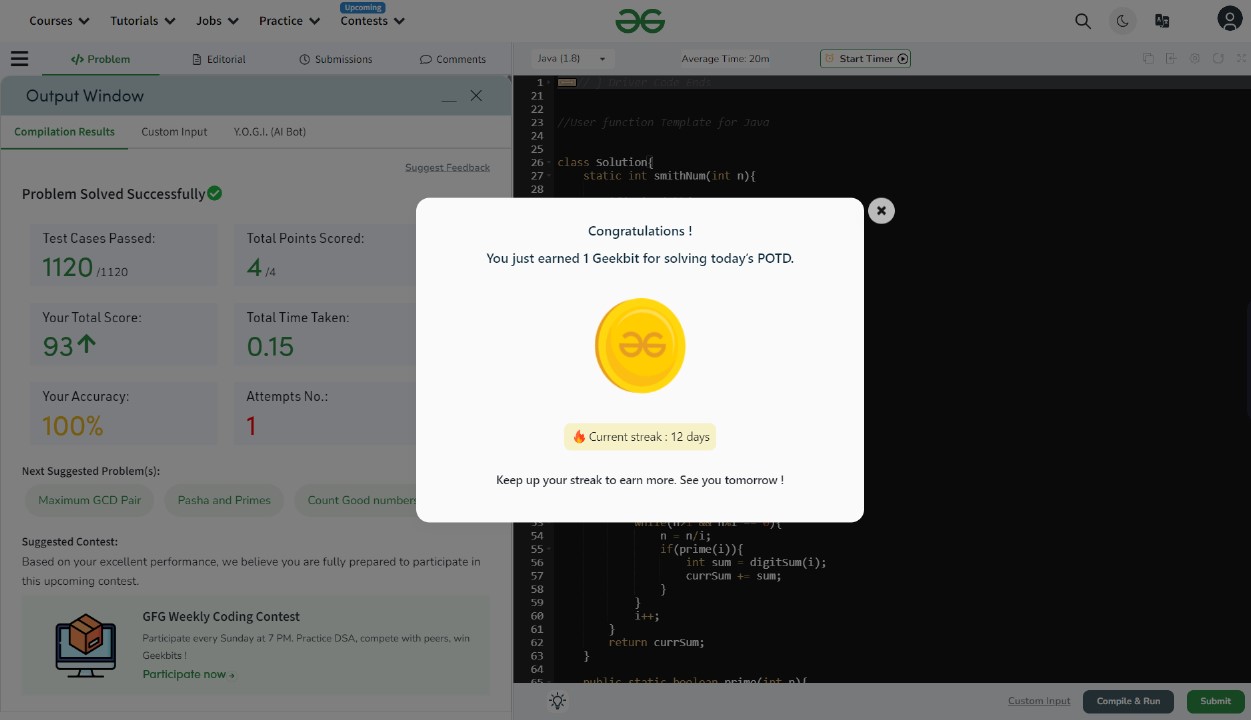 Courses Tutorials Jobs Practice Upcoming Contests
Problem Editorial Submissions Comments
Java (1.8) Average Time: 20m Start Timer
Output Window
Compilation Results Custom Input Y.O.G.I. (AI Bot)
Suggest Feedback
Problem Solved Successfully
Test Cases Passed:
1120 /1120
Total Points Scored:
4 /4
Your Total Score:
93
Total Time Taken:
0.15
Your Accuracy:
100%
Attempts No.:
1
Next Suggested Problem(s):
Maximum GCD Pair Pasha and Primes Count Good numbers
Suggested Contest:
Based on your excellent performance, we believe you are fully prepared to participate in
this upcoming contest.
GFG Weekly Coding Contest
Participate every Sunday at 7 PM. Practice DSA, compete with peers, win
Geekbits !
Participate now
Congratulations !
You just earned 1 Geekbit for solving today's POTD.
Current streak : 12 days
Keep up your streak to earn more. See you tomorrow !
1 // } Driver Code Ends
21
22
23 //User function Template for Java
24
25
26 class Solution{
27 static int smithNum(int n){
28
53
54 n = n/i;
55 if(prime(i)){
56 int sum = digitSum(i);
57 currSum += sum;
58 }
59 }
60 i++;
61 }
62 return currSum;
63 }
64
65 public static boolean prime(int n){
Custom Input Compile & Run Submit